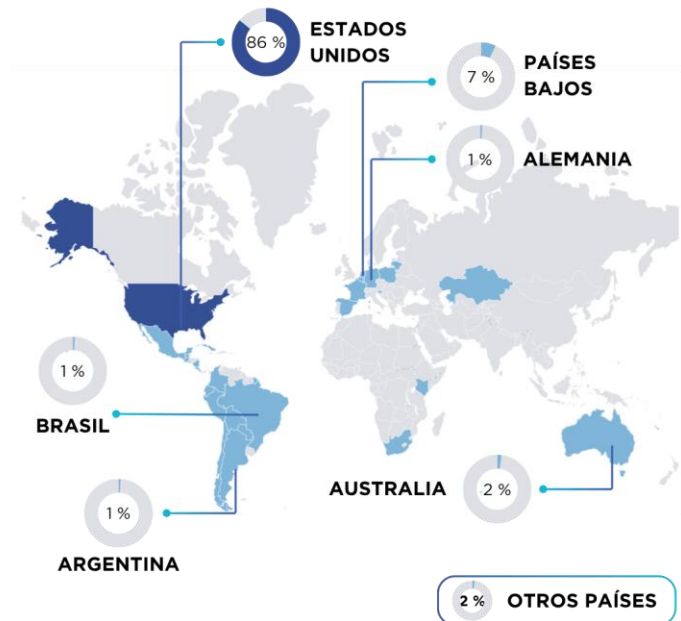 86 %
ESTADOS
UNIDOS
7 %
PAÍSES
BAJOS
1 %
ALEMANIA
1 %
BRASIL
1 %
ARGENTINA
AUSTRALIA
2 %
2 %
OTROS PAÍSES